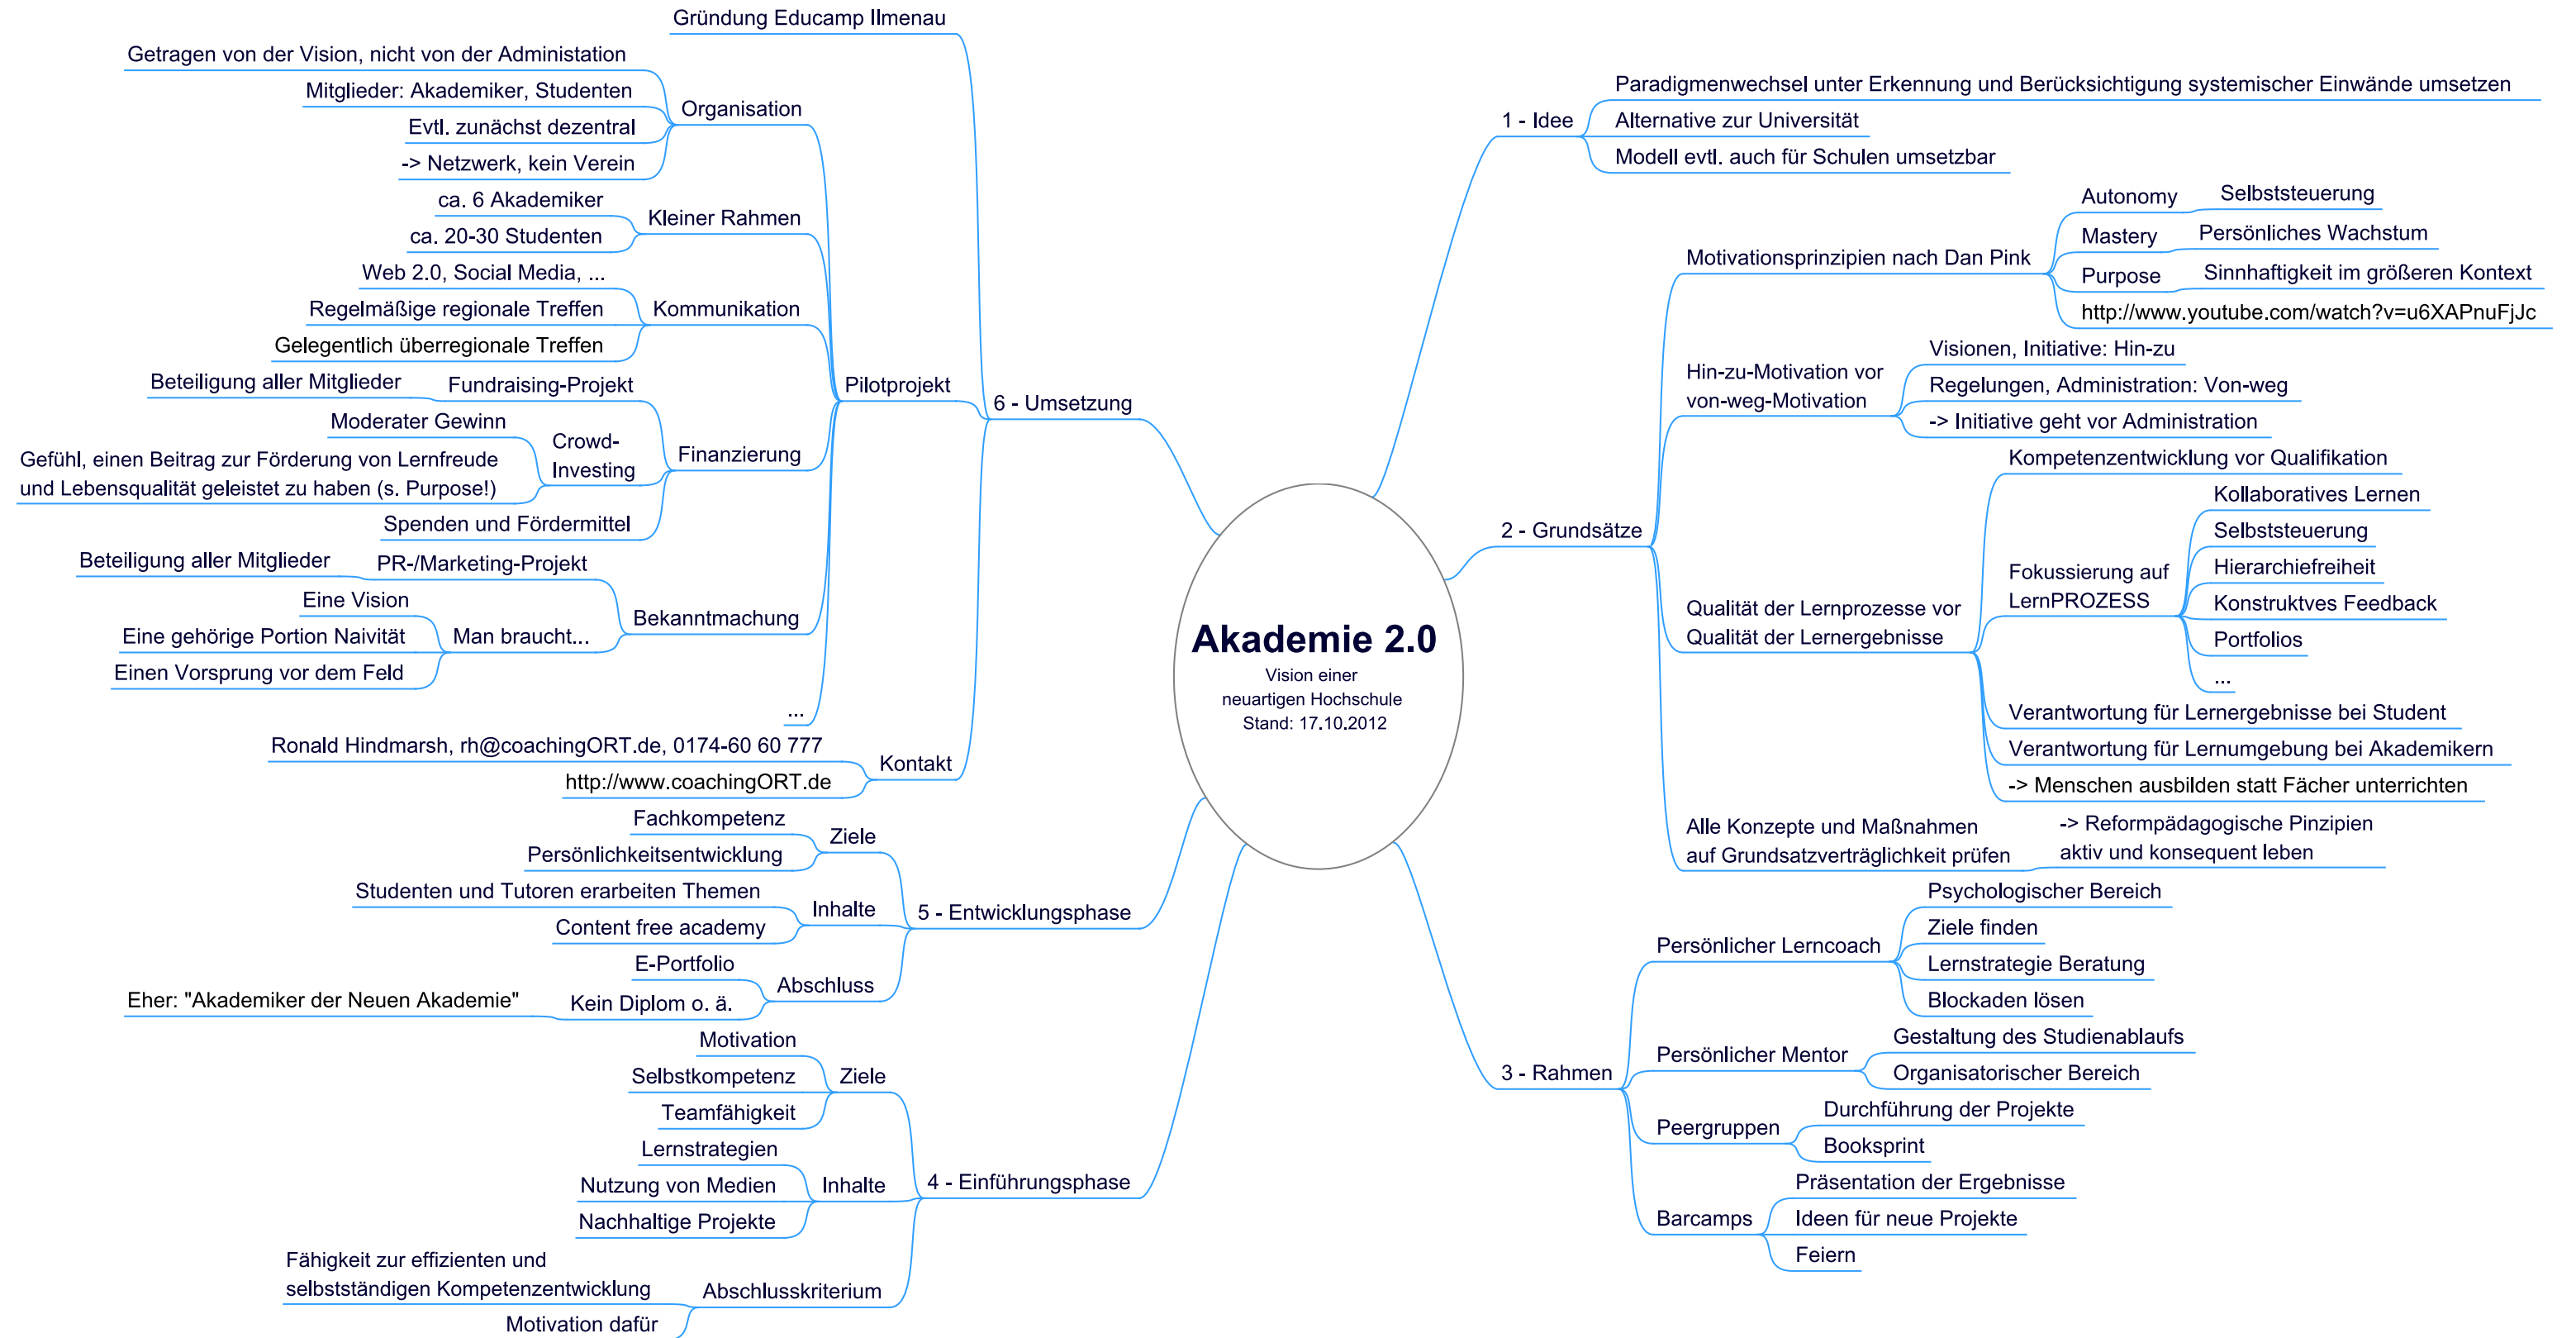 Akademie 2.0
Vision einer
neuartigen Hochschule
Stand: 17.10.2012
1 - Idee
Paradigmenwechsel unter Erkennung und Berücksichtigung systemischer Einwände umsetzen
Alternative zur Universität
Modell evtl. auch für Schulen umsetzbar
2 - Grundsätze
Motivationsprinzipien nach Dan Pink
Autonomy
Selbststeuerung
Mastery
Persönliches Wachstum
Purpose
Sinnhaftigkeit im größeren Kontext
http://www.youtube.com/watch?v=u6XAPnuFjJc
Hin-zu-Motivation vor
von-weg-Motivation
Visionen, Initiative: Hin-zu
Regelungen, Administration: Von-weg
-> Initiative geht vor Administration
Qualität der Lernprozesse vor
Qualität der Lernergebnisse
Kompetenzentwicklung vor Qualifikation
Fokussierung auf
LernPROZESS
Kollaboratives Lernen
Selbststeuerung
Hierarchiefreiheit
Konstruktves Feedback
Portfolios
...
Verantwortung für Lernergebnisse bei Student
Verantwortung für Lernumgebung bei Akademikern
-> Menschen ausbilden statt Fächer unterrichten
Alle Konzepte und Maßnahmen
auf Grundsatzverträglichkeit prüfen
-> Reformpädagogische Pinzipien
aktiv und konsequent leben
3 - Rahmen
Persönlicher Lerncoach
Psychologischer Bereich
Ziele finden
Lernstrategie Beratung
Blockaden lösen
Persönlicher Mentor
Gestaltung des Studienablaufs
Organisatorischer Bereich
Peergruppen
Durchführung der Projekte
Booksprint
Barcamps
Präsentation der Ergebnisse
Ideen für neue Projekte
Feiern
4 - Einführungsphase
Ziele
Motivation
Selbstkompetenz
Teamfähigkeit
Inhalte
Lernstrategien
Nutzung von Medien
Nachhaltige Projekte
Abschlusskriterium
Fähigkeit zur effizienten und
selbstständigen Kompetenzentwicklung
Motivation dafür
5 - Entwicklungsphase
Ziele
Fachkompetenz
Persönlichkeitsentwicklung
Inhalte
Studenten und Tutoren erarbeiten Themen
Content free academy
Abschluss
E-Portfolio
Kein Diplom o. ä.
Eher: "Akademiker der Neuen Akademie"
6 - Umsetzung
Gründung Educamp Ilmenau
Pilotprojekt
Organisation
Getragen von der Vision, nicht von der Administation
Mitglieder: Akademiker, Studenten
Evtl. zunächst dezentral
-> Netzwerk, kein Verein
Kleiner Rahmen
ca. 6 Akademiker
ca. 20-30 Studenten
Kommunikation
Web 2.0, Social Media, ...
Regelmäßige regionale Treffen
Gelegentlich überregionale Treffen
Finanzierung
Fundraising-Projekt
Beteiligung aller Mitglieder
Crowd-
Investing
Moderater Gewinn
Gefühl, einen Beitrag zur Förderung von Lernfreude
und Lebensqualität geleistet zu haben (s. Purpose!)
Spenden und Fördermittel
Bekanntmachung
PR-/Marketing-Projekt
Beteiligung aller Mitglieder
Man braucht...
Eine Vision
Eine gehörige Portion Naivität
Einen Vorsprung vor dem Feld
...
Kontakt
Ronald Hindmarsh, rh@coachingORT.de, 0174-60 60 777
http://www.coachingORT.de